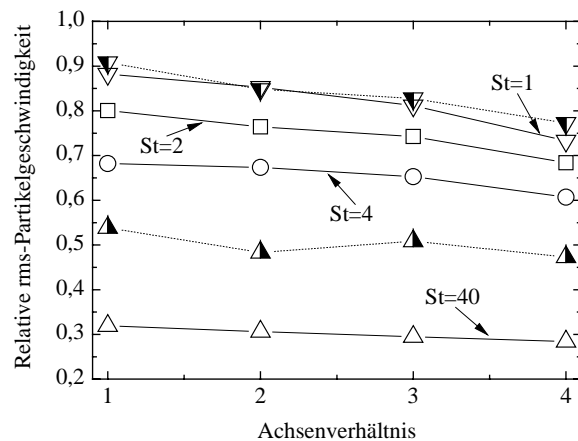 Relative rms-Partikelgeschwindigkeit
1,0
0,9
0,8
0,7
0,6
0,5
0,4
0,3
0,2
St=1
St=2
St=4
St=40
1 2 3 4
Achsenverhältnis